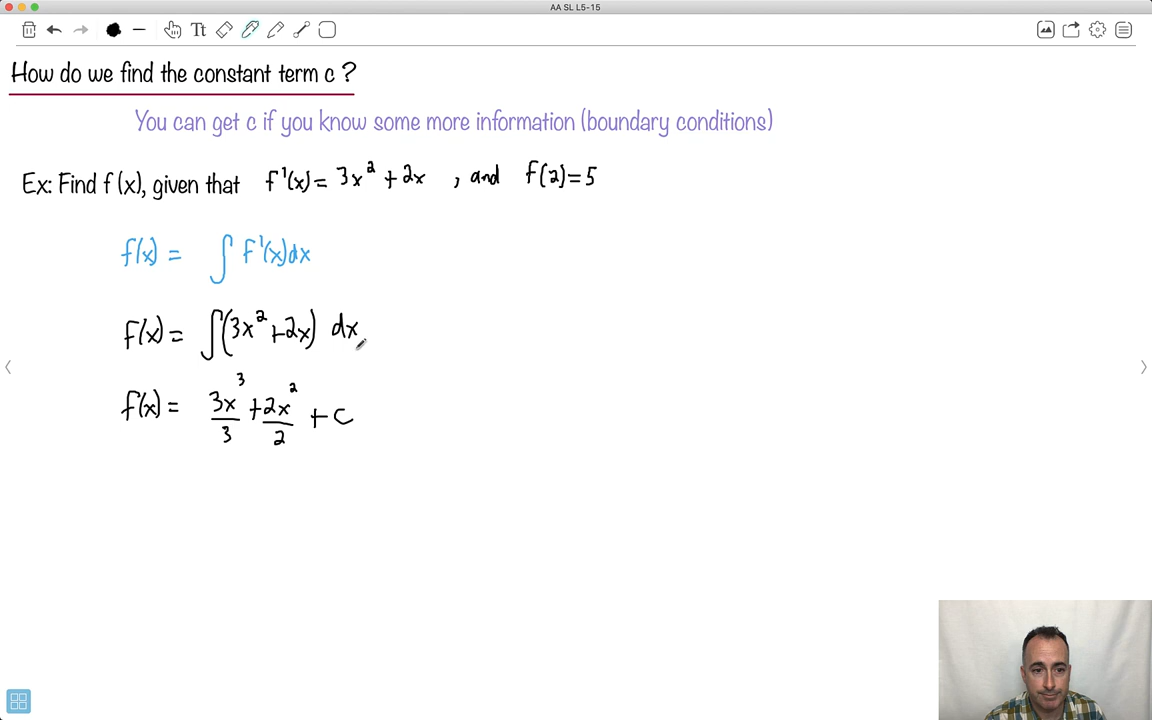 AA SL L5-15
Tt
How do we find the constant term c ?
You can get c if you know some more information (boundary conditions)
Ex: Find f (x), given that f'(x) = 3x² + 2x , and f(2) = 5
f(x) = ∫ f'(x)dx
f(x) = ∫(3x² + 2x) dx
f(x) = 3x³/3 + 2x²/2 + c